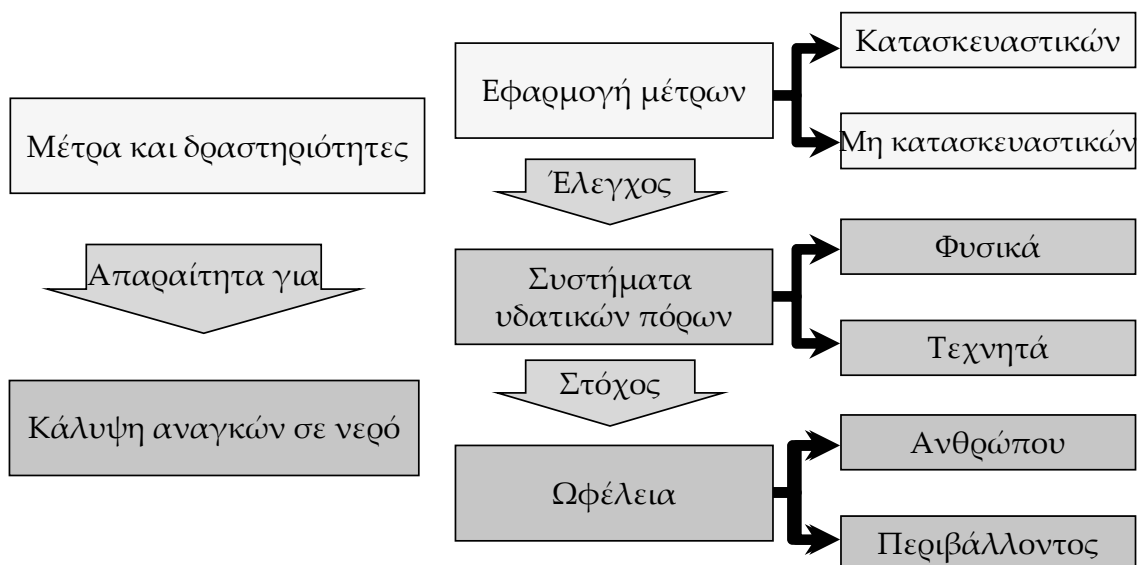 Μέτρα και δραστηριότητες
Απαραίτητα για
Κάλυψη αναγκών σε νερό
Εφαρμογή μέτρων
Κατασκευαστικών
Μη κατασκευαστικών
Έλεγχος
Συστήματα
υδατικών πόρων
Φυσικά
Τεχνητά
Στόχος
Ωφέλεια
Ανθρώπου
Περιβάλλοντος